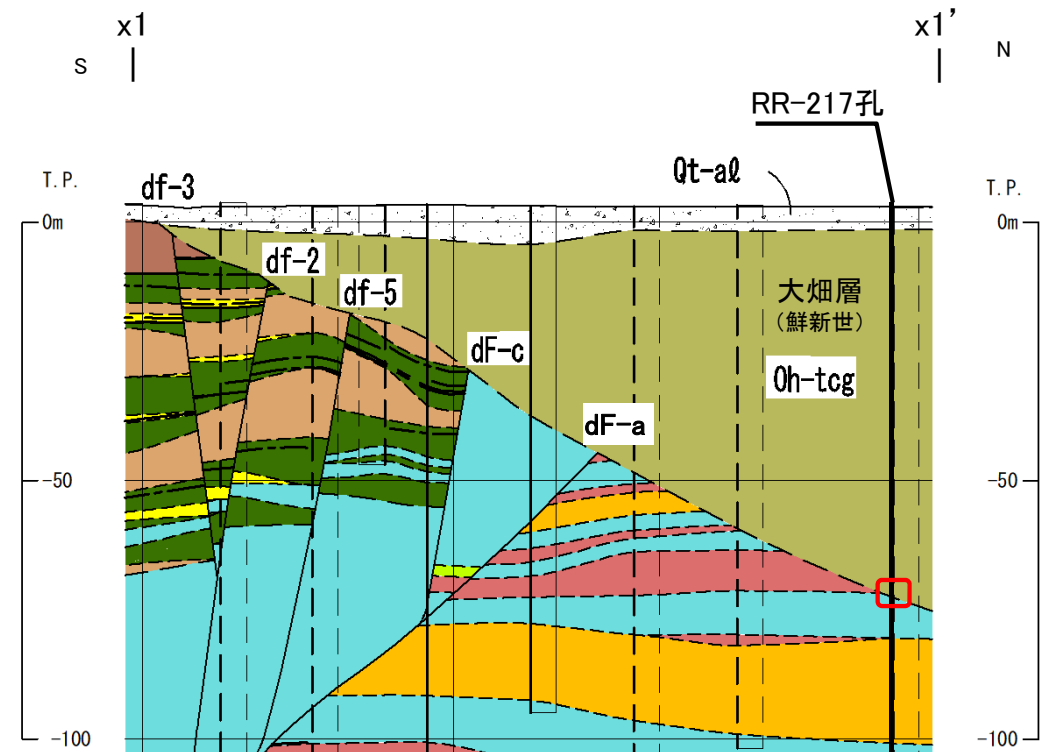 x1
x1’
S
N
RR-217孔
T.P.
df-3
Qt-aℓ
T.P.
0m
0m
df-2
df-5
大畑層
(鮮新世)
dF-c
Oh-tcg
dF-a
-50
-50
-100
-100